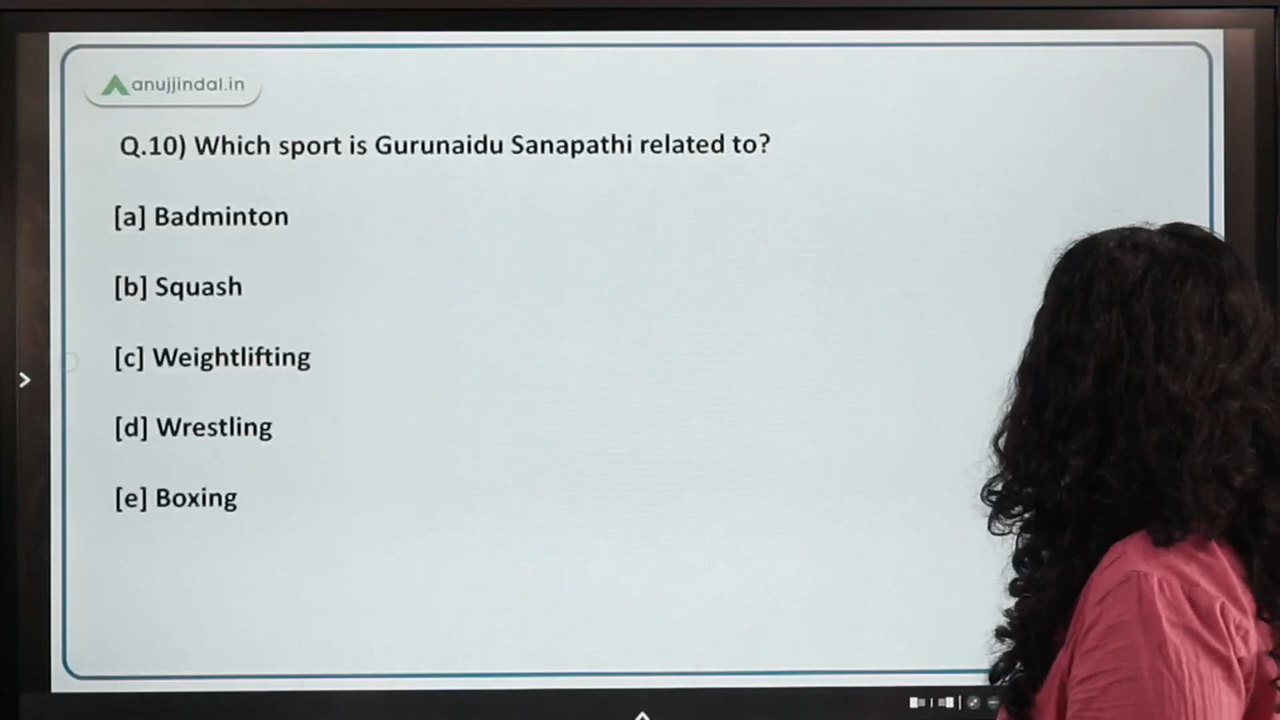 anujjindal.in
Q.10) Which sport is Gurunaidu Sanapathi related to?
[a] Badminton
[b] Squash
[c] Weightlifting
[d] Wrestling
[e] Boxing